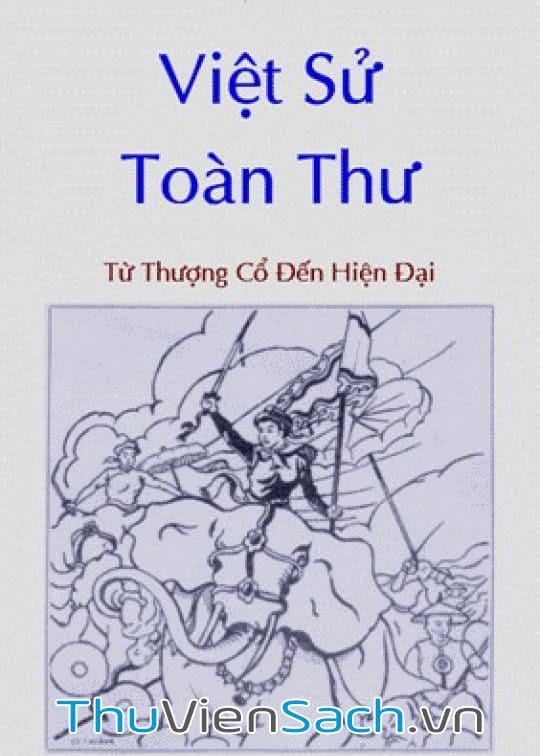 Việt Sử
Toàn Thư
Từ Thượng Cổ Đến Hiện Đại
ThuVienSach.vn